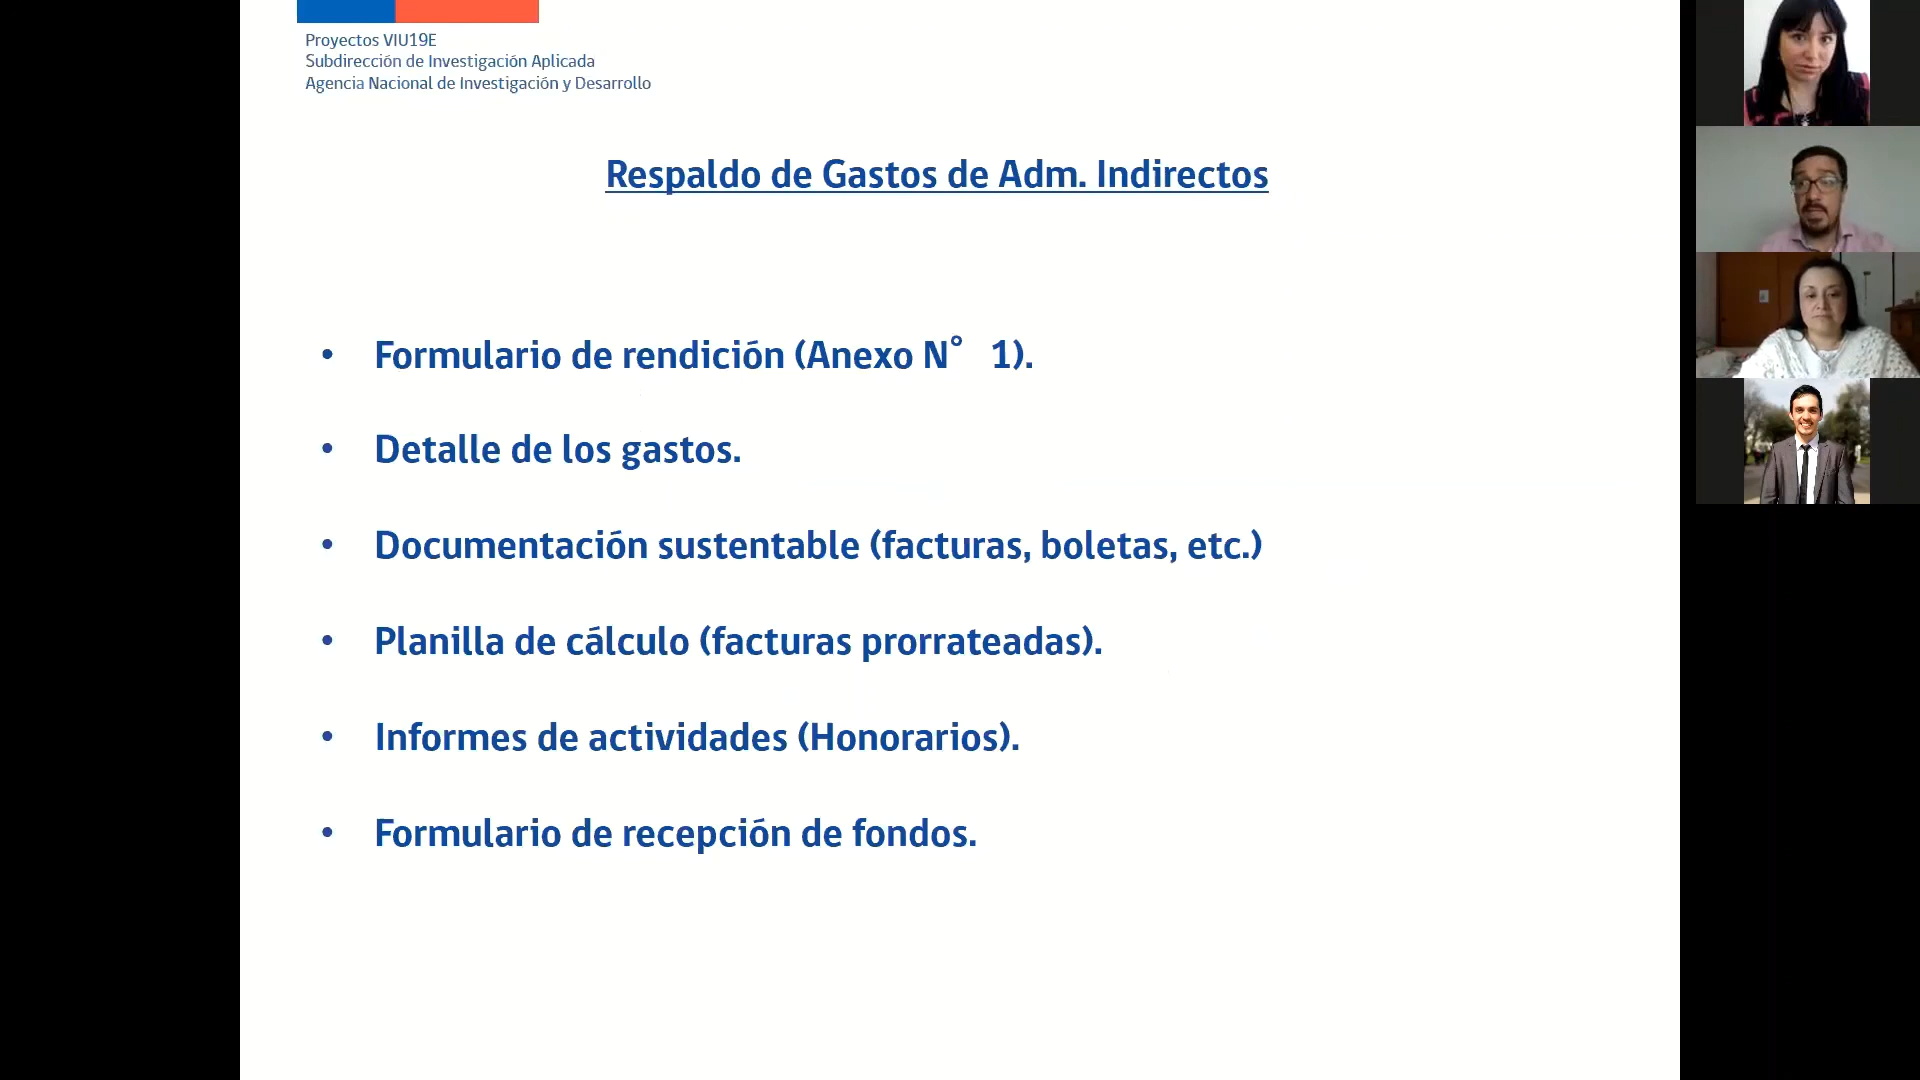 Proyectos VIU19E
Subdirección de Investigación Aplicada
Agencia Nacional de Investigación y Desarrollo
Respaldo de Gastos de Adm. Indirectos
• Formulario de rendición (Anexo N° 1).
• Detalle de los gastos.
• Documentación sustentable (facturas, boletas, etc.)
• Planilla de cálculo (facturas prorrateadas).
• Informes de actividades (Honorarios).
• Formulario de recepción de fondos.